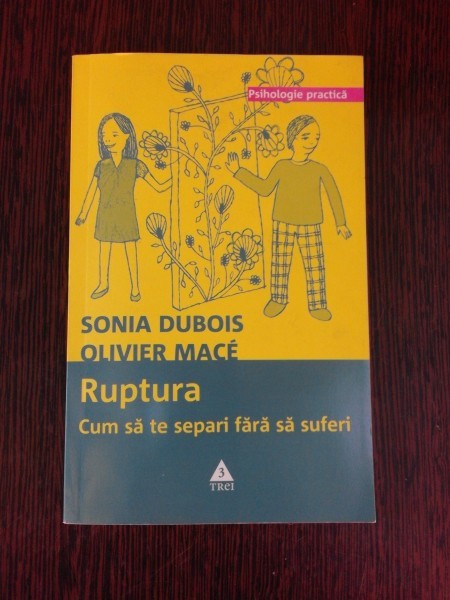 Psihologie practică
SONIA DUBOIS
OLIVIER MACÉ
Ruptura
Cum să te separi fără să suferi
3
TREI